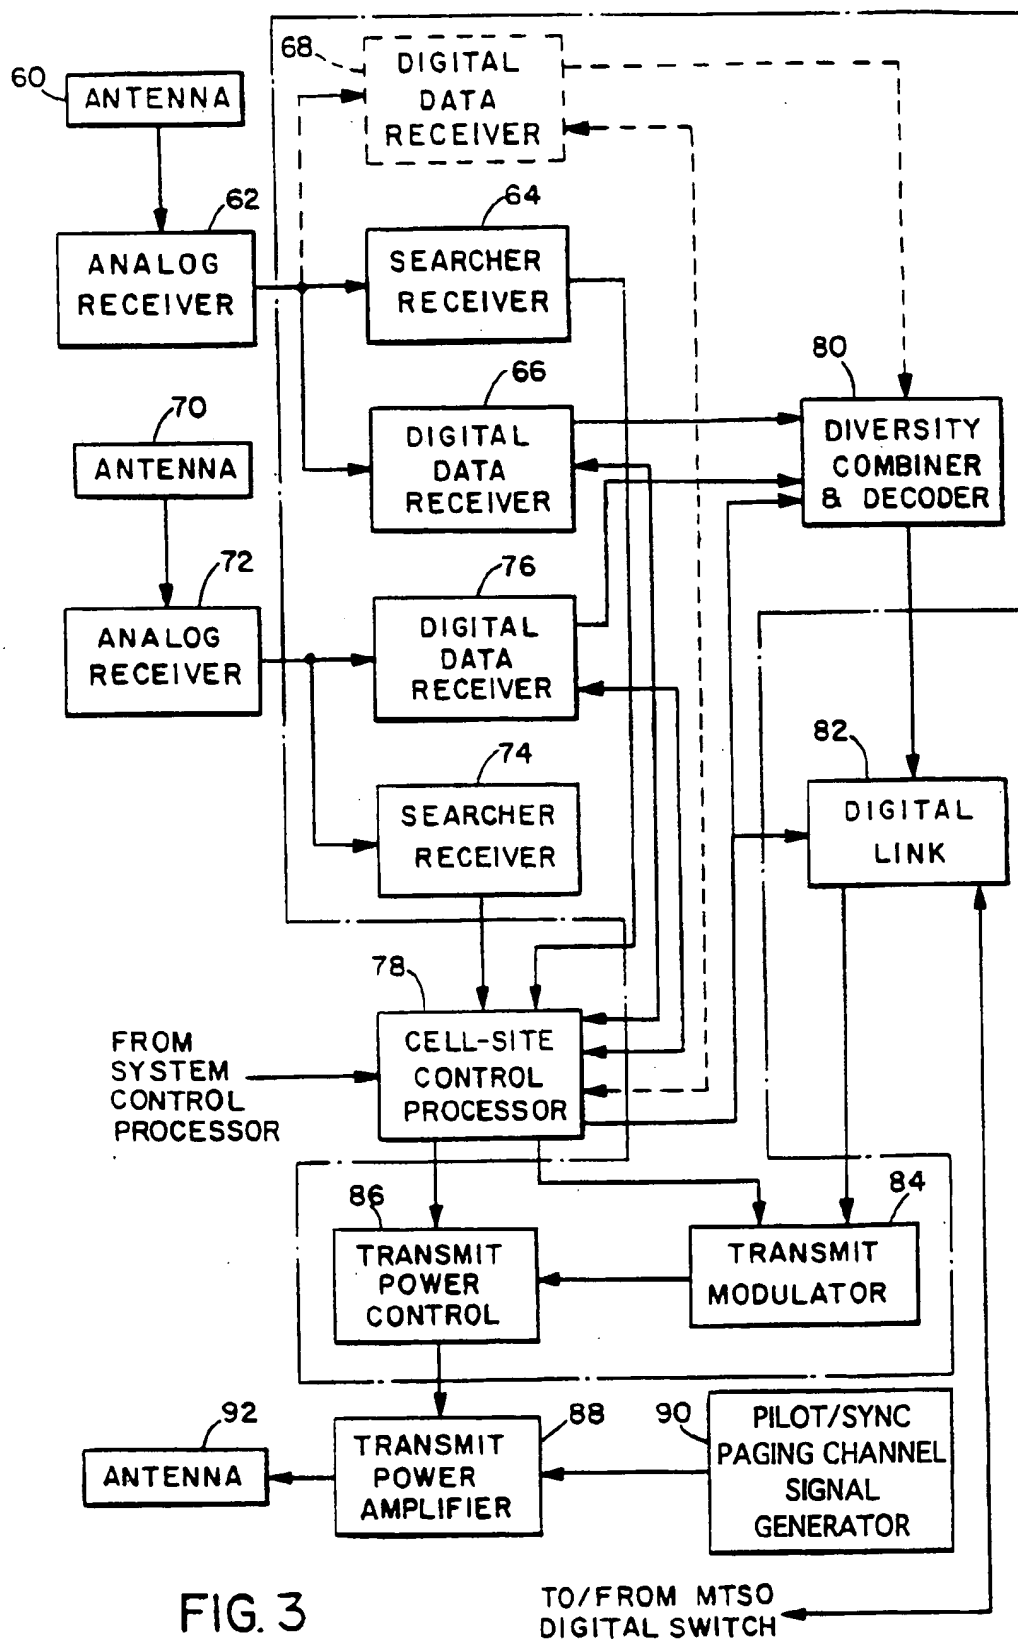 60
ANTENNA
68
DIGITAL
DATA
RECEIVER
62
ANALOG
RECEIVER
64
SEARCHER
RECEIVER
66
DIGITAL
DATA
RECEIVER
80
DIVERSITY
COMBINER
& DECODER
70
ANTENNA
72
ANALOG
RECEIVER
76
DIGITAL
DATA
RECEIVER
74
SEARCHER
RECEIVER
82
DIGITAL
LINK
78
CELL-SITE
CONTROL
PROCESSOR
FROM
SYSTEM
CONTROL
PROCESSOR
86
TRANSMIT
POWER
CONTROL
84
TRANSMIT
MODULATOR
92
ANTENNA
88
TRANSMIT
POWER
AMPLIFIER
90
PILOT/SYNC
PAGING CHANNEL
SIGNAL
GENERATOR
FIG. 3
TO/FROM MTSO
DIGITAL SWITCH